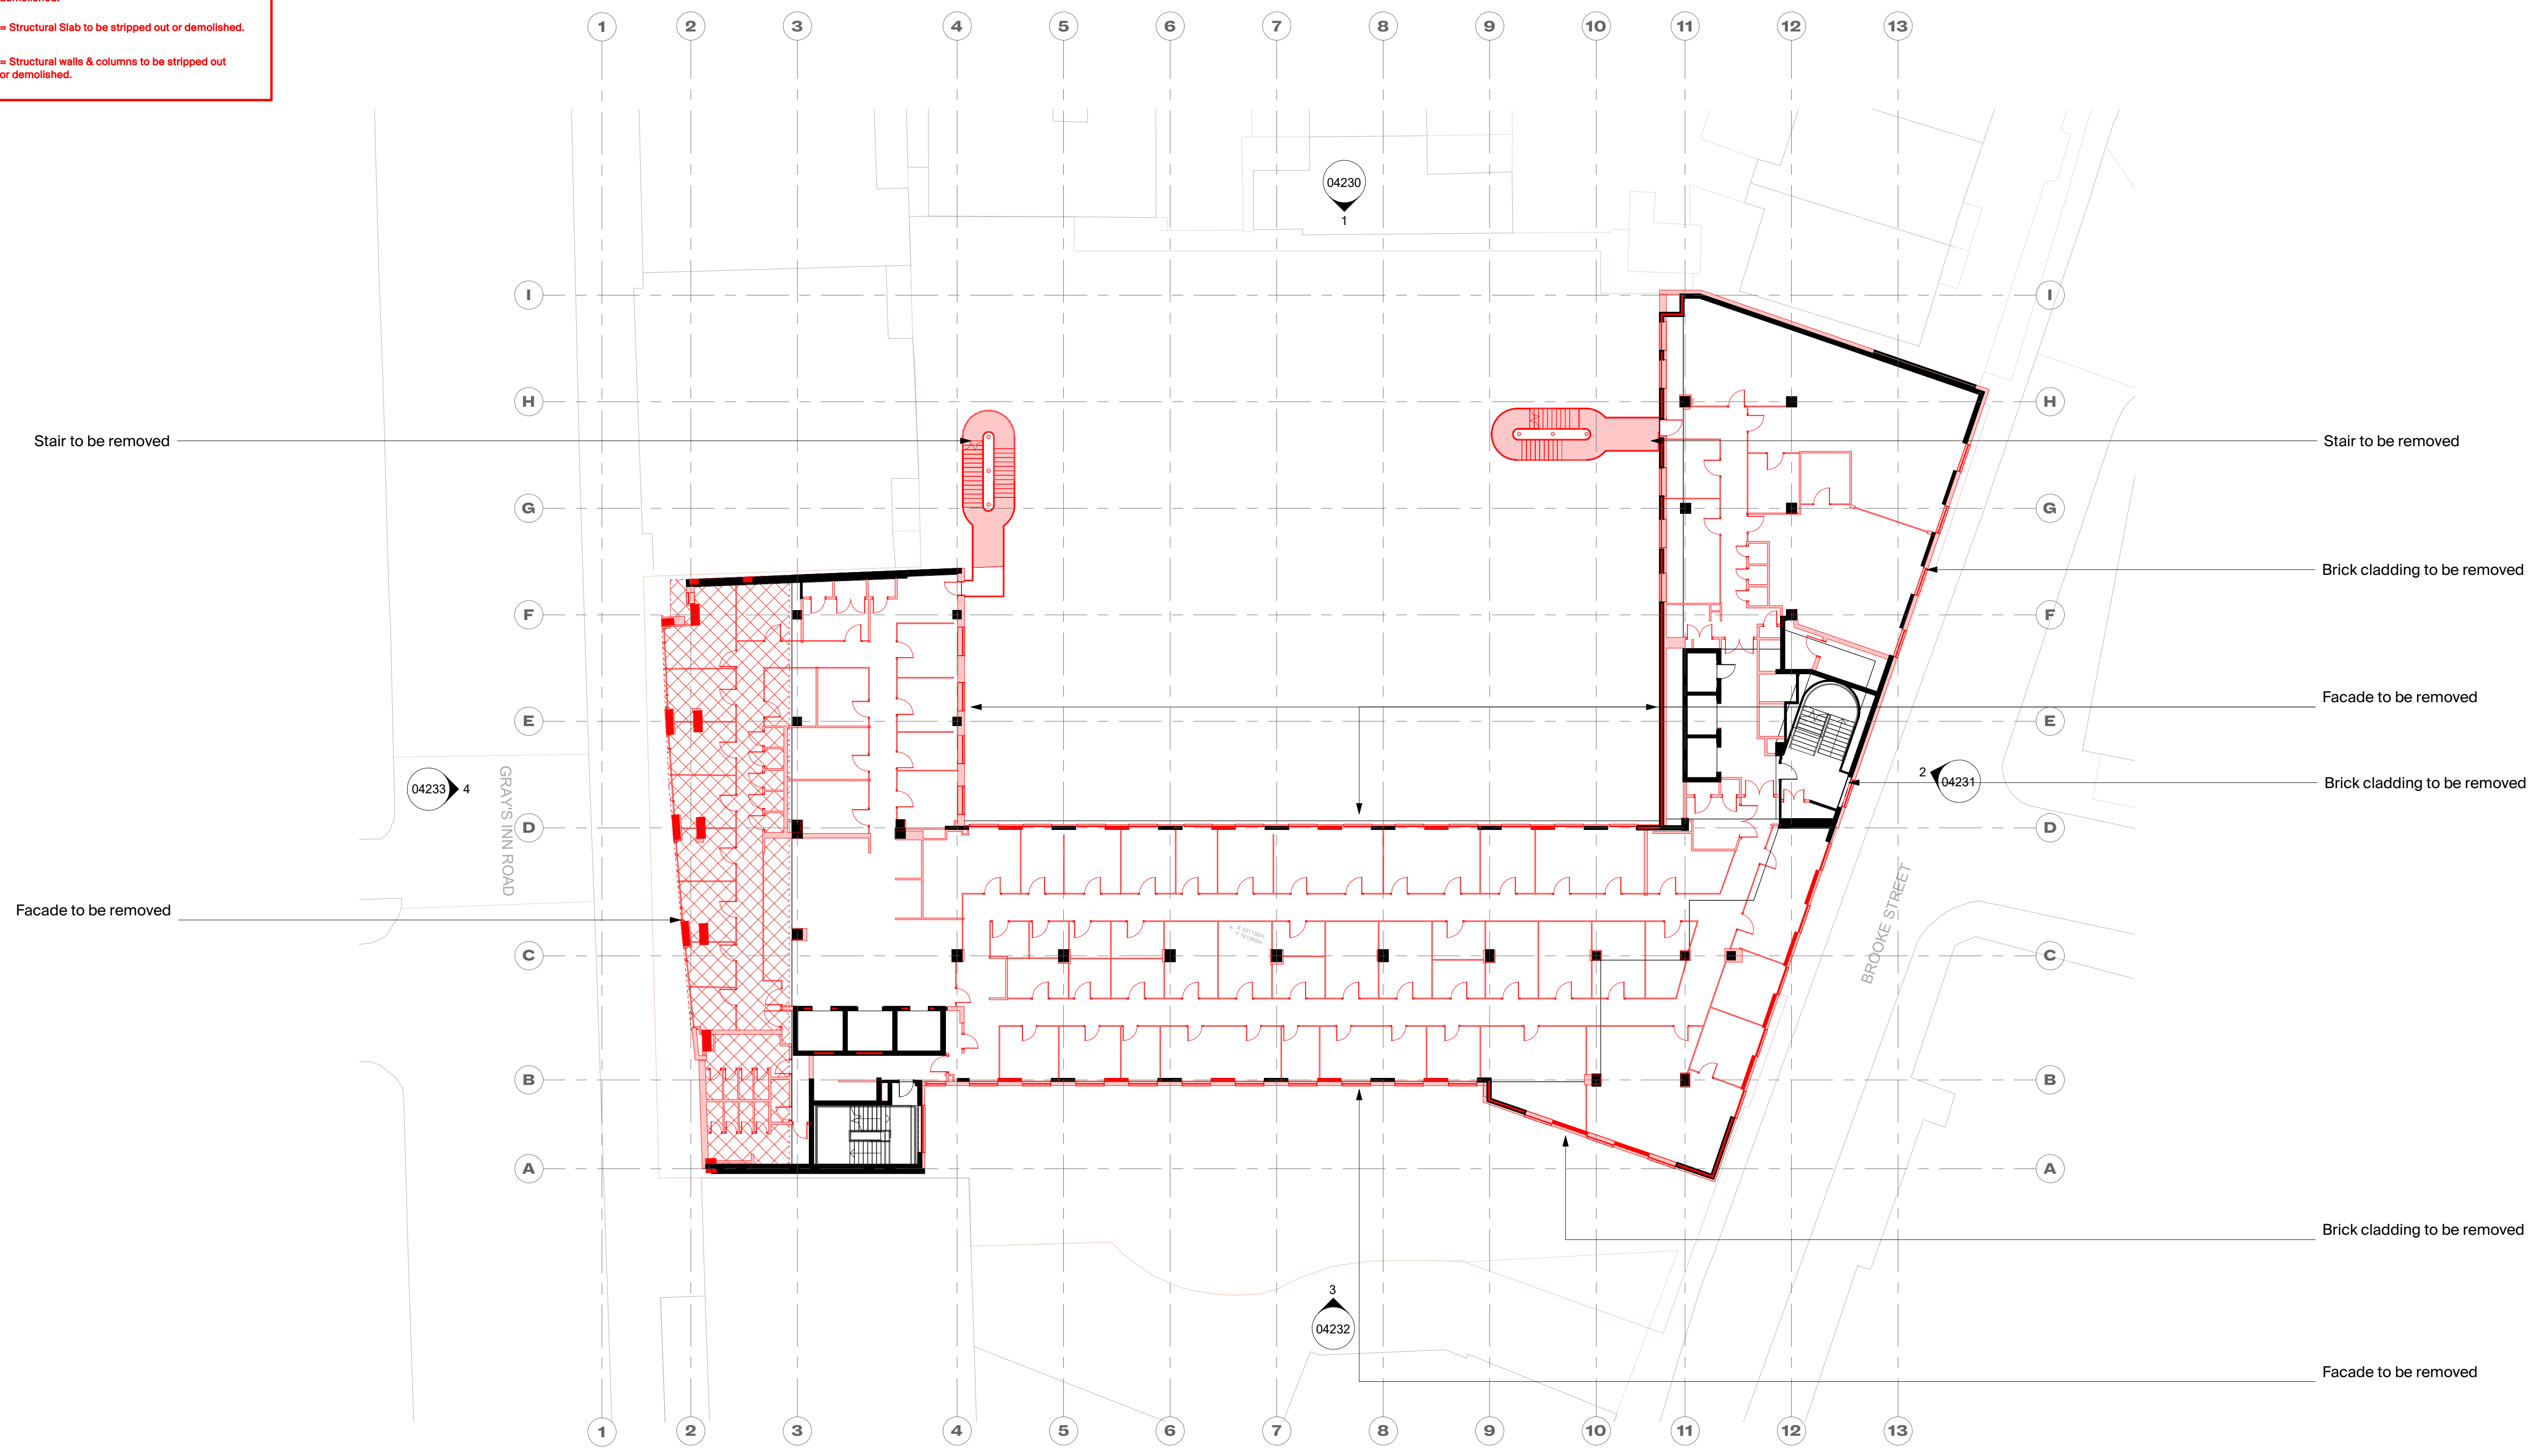 demolished.
= Structural Slab to be stripped out or demolished.
= Structural walls & columns to be stripped out
or demolished.
1 2 3 4 5 6 7 8 9 10 11 12 13
04230
1
I I
H H
Stair to be removed
Stair to be removed
G G
Brick cladding to be removed
F F
Facade to be removed
E E
04233 4
GRAY'S INN ROAD
2 04231
Brick cladding to be removed
D D
Facade to be removed
BROOKE STREET
C C
B B
A A
Brick cladding to be removed
3
04232
Facade to be removed
1 2 3 4 5 6 7 8 9 10 11 12 13